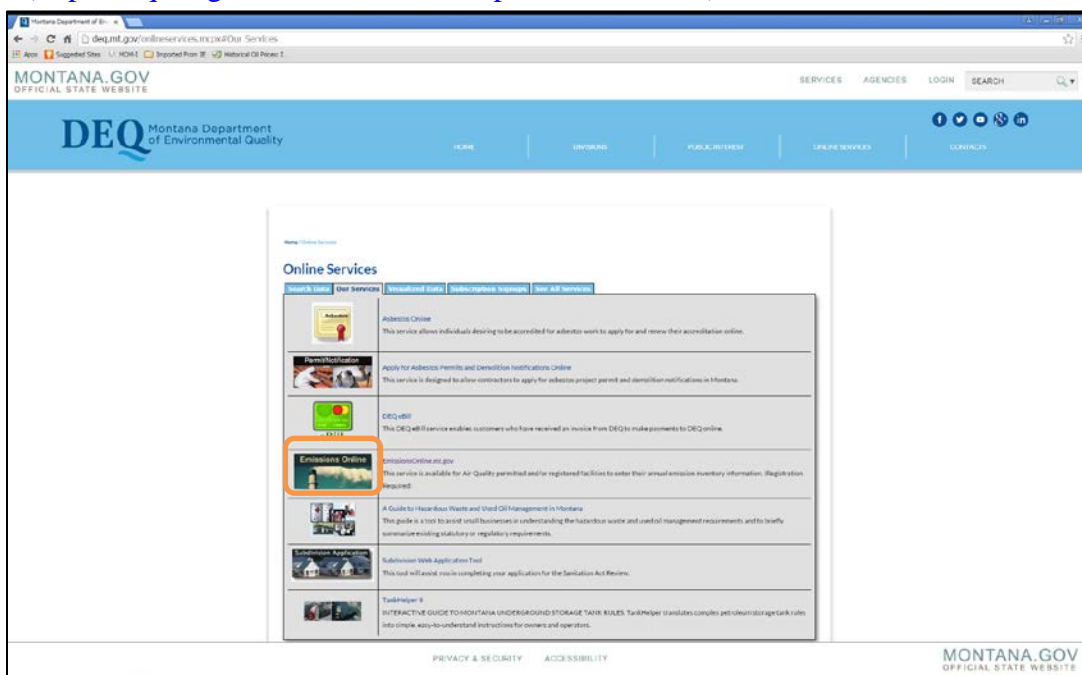 Montana Department of En
deq.mt.gov/onlineservices.mcpx#Our Services
Apps Suggested Sites Imported From IE Historical Oil Prices:
MONTANA.GOV
OFFICIAL STATE WEBSITE
SERVICES AGENCIES LOGIN SEARCH
DEQ Montana Department
of Environmental Quality
HOME DIVISIONS PUBLIC INTEREST ONLINE SERVICES CONTACTS
Home / Online Services
Online Services
Search Data Our Services Visualized Data Subscription Signups See All Services
Asbestos Online
This service allows individuals desiring to be accredited for asbestos work to apply for and renew their accreditation online.
Permit/Notification
Apply for Asbestos Permits and Demolition Notifications Online
This service is designed to allow contractors to apply for asbestos project permit and demolition notifications in Montana.
DEQ eBill
This DEQ eBill service enables customers who have received an invoice from DEQ to make payments to DEQ online.
Emissions Online
EmissionsOnline.mt.gov
This service is available for Air Quality permitted and/or registered facilities to enter their annual emission inventory information. (Registration
Required)
A Guide to Hazardous Waste and Used Oil Management in Montana
This guide is a tool to assist small businesses in understanding the hazardous waste and used oil management requirements and to briefly
summarize existing statutory or regulatory requirements.
Subdivision Application
Subdivision Web Application Tool
This tool will assist you in completing your application for the Sanitation Act Review.
TankHelper II
INTERACTIVE GUIDE TO MONTANA UNDERGROUND STORAGE TANK RULES. TankHelper translates complex petroleum storage tank rules
into simple, easy-to-understand instructions for owners and operators.
PRIVACY & SECURITY ACCESSIBILITY
MONTANA.GOV
OFFICIAL STATE WEBSITE